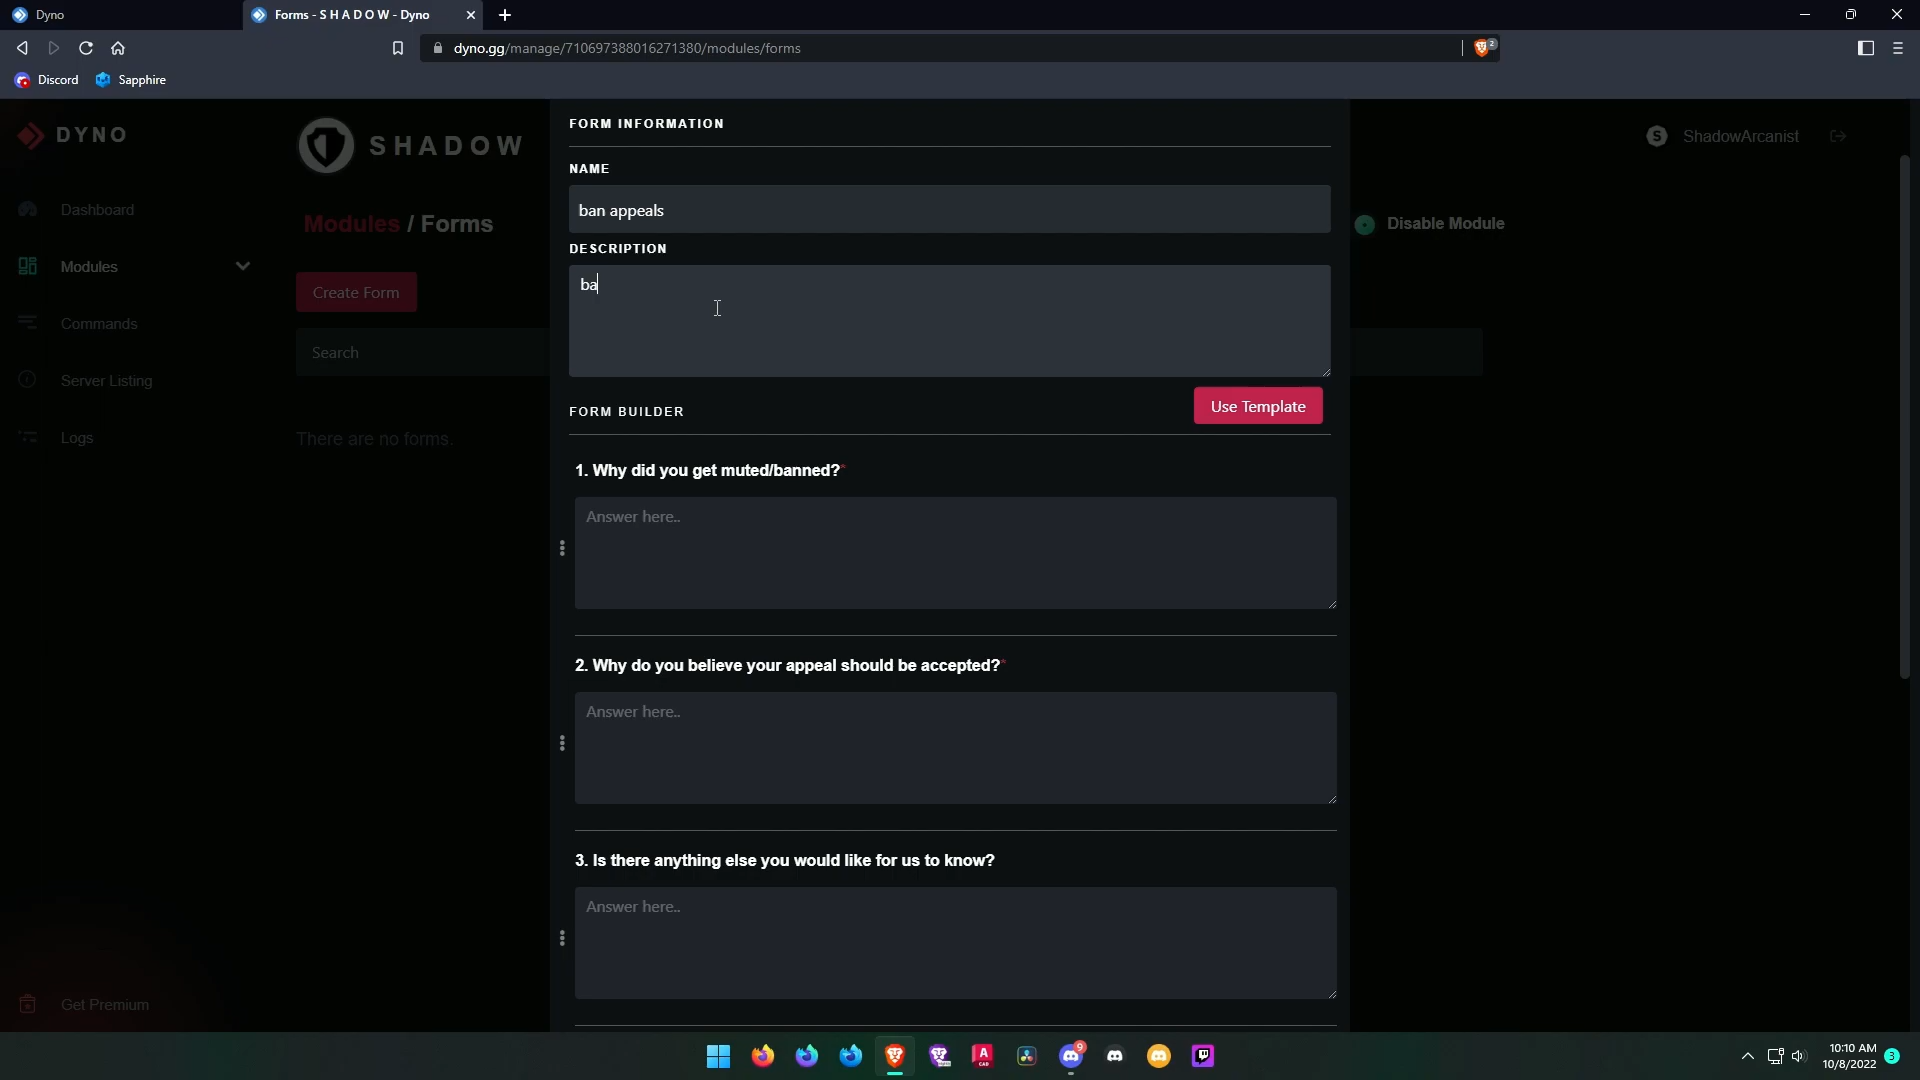 Dyno
Forms - S H A D O W - Dyno
dyno.gg/manage/710697388016271380/modules/forms
2
Discord
Sapphire
DYNO
SHADOW
S
ShadowArcanist
Dashboard
Modules
Commands
Server Listing
Logs
Get Premium
Modules / Forms
Disable Module
Create Form
Search
There are no forms.
FORM INFORMATION
NAME
ban appeals
DESCRIPTION
ba
FORM BUILDER
Use Template
1. Why did you get muted/banned?*
Answer here..
2. Why do you believe your appeal should be accepted?*
Answer here..
3. Is there anything else you would like for us to know?
Answer here..
A
CAD
9
10:10 AM
10/8/2022
3